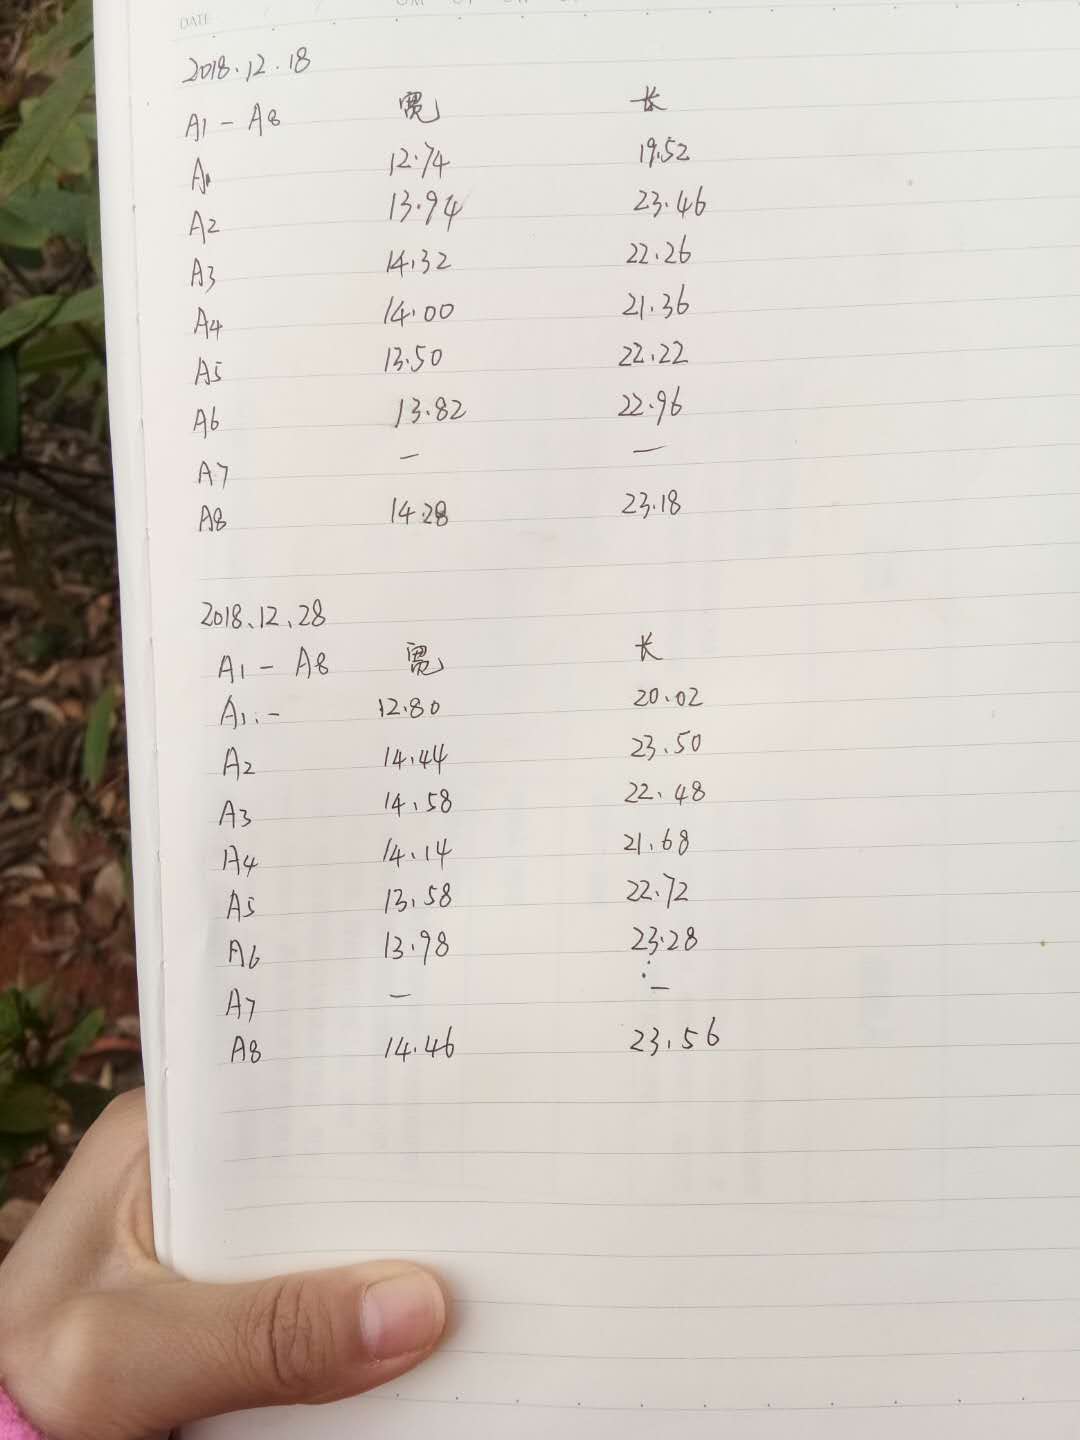 DATE
2018.12.18
A1 - A8 宽 长
A1 12.74 19.52
A2 13.94 23.46
A3 14.32 22.26
A4 14.00 21.36
A5 13.50 22.22
A6 13.82 22.96
A7 — —
A8 14.28 23.18
2018.12.28
A1 - A8 宽 长
A1.- 12.80 20.02
A2 14.44 23.50
A3 14.58 22.48
A4 14.14 21.68
A5 13.58 22.72
A6 13.98 23.28
A7 — —
A8 14.46 23.56